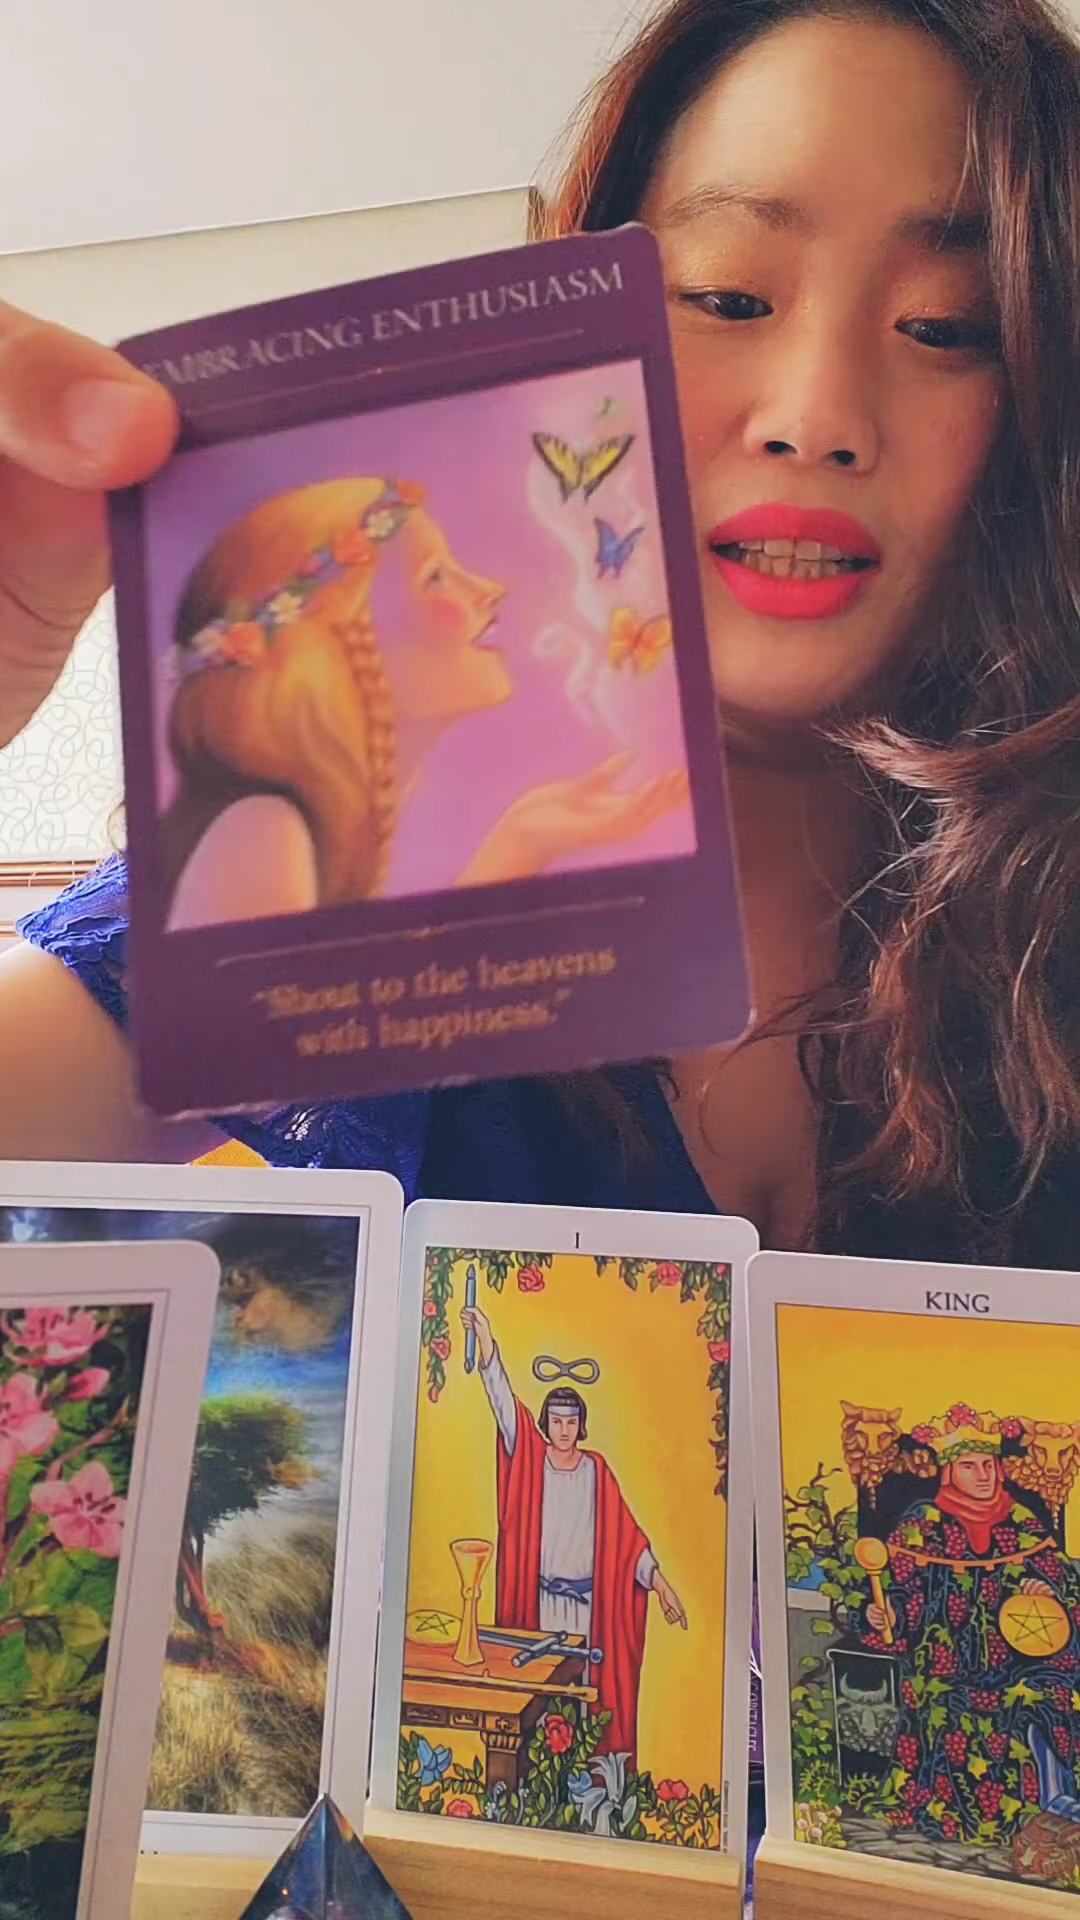 EMBRACING ENTHUSIASM
"Shout to the heavens
with happiness."
I
KING